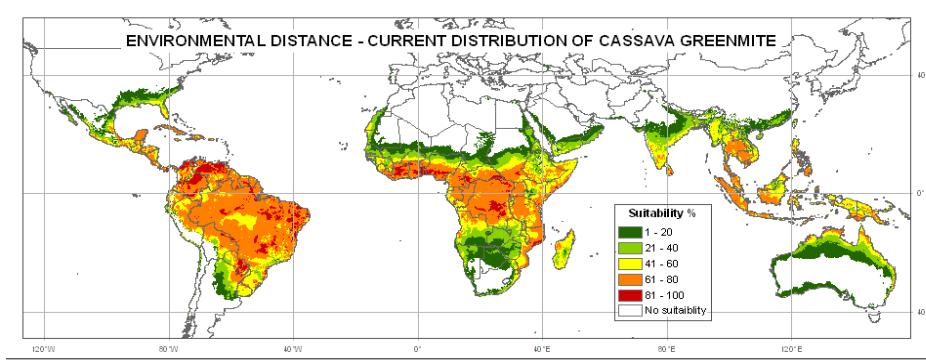 ENVIRONMENTAL DISTANCE - CURRENT DISTRIBUTION OF CASSAVA GREENMITE
40
0
40
Suitability %
1 - 20
21 - 40
41 - 60
61 - 80
81 - 100
No suitaiblity
120°W
80°W
40°W
0°
40°E
80°E
120°E